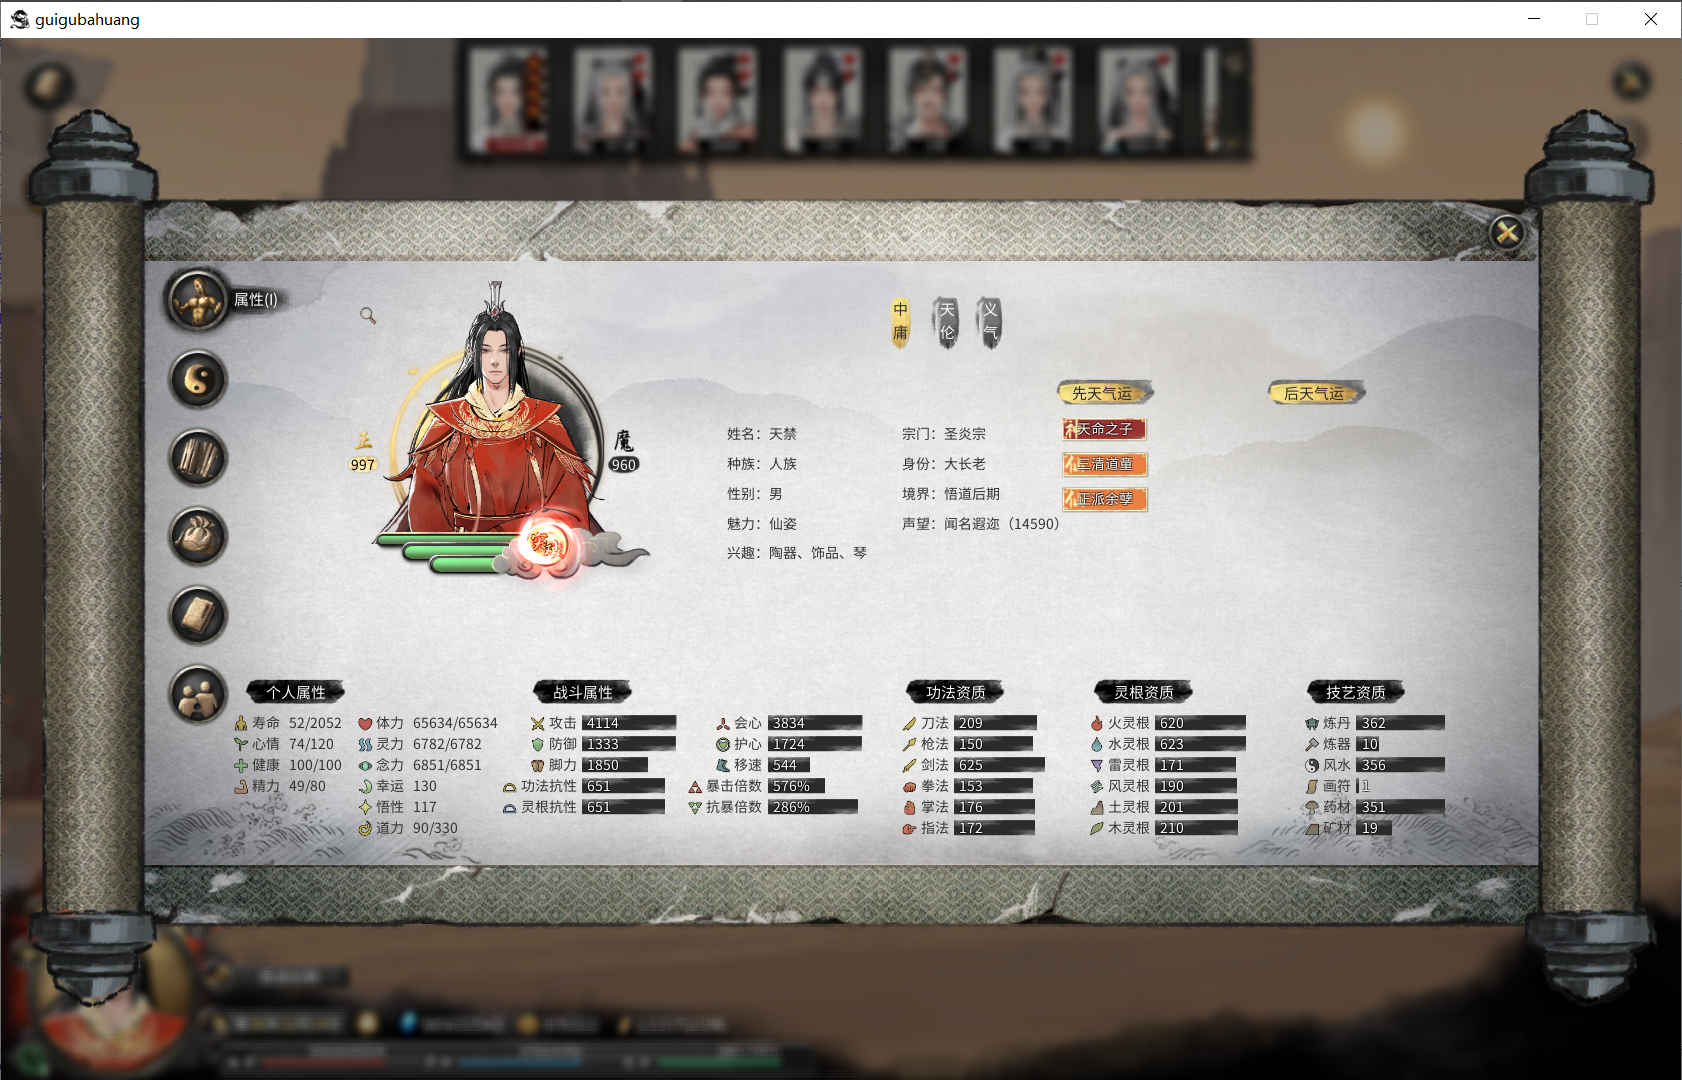 guigubahuang
属性(I)
中庸
天伦
义气
先天气运
后天气运
天命之子
三清道童
正派余孽
正
997
魔
960
姓名：天禁
宗门：圣炎宗
种族：人族
身份：大长老
性别：男
境界：悟道后期
魅力：仙姿
声望：闻名遐迩（14590）
兴趣：陶器、饰品、琴
个人属性
寿命 52/2052
体力 65634/65634
心情 74/120
灵力 6782/6782
健康 100/100
念力 6851/6851
精力 49/80
幸运 130
悟性 117
道力 90/330
战斗属性
攻击 4114
会心 3834
防御 1333
护心 1724
脚力 1850
移速 544
功法抗性 651
暴击倍数 576%
灵根抗性 651
抗暴倍数 286%
功法资质
刀法 209
枪法 150
剑法 625
拳法 153
掌法 176
指法 172
灵根资质
火灵根 620
水灵根 623
雷灵根 171
风灵根 190
土灵根 201
木灵根 210
技艺资质
炼丹 362
炼器 10
风水 356
画符 1
药材 351
矿材 19